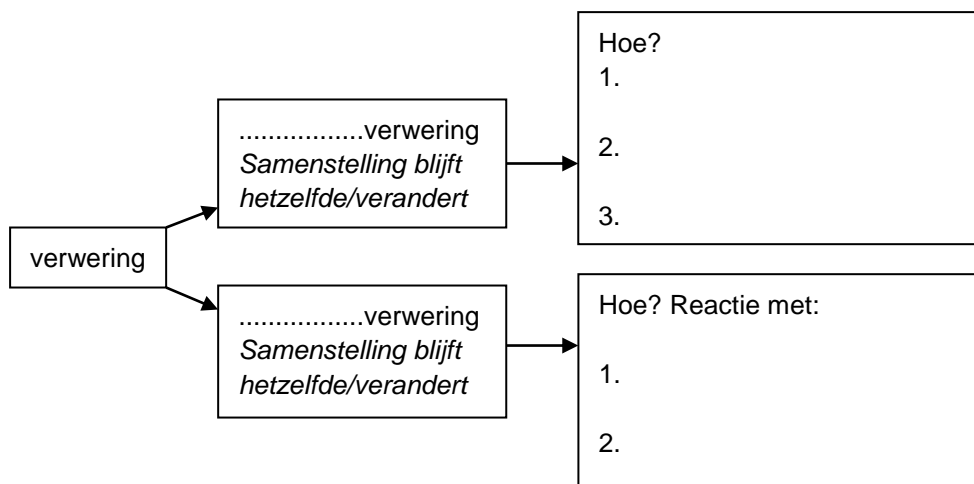 verwering
.................verwering
Samenstelling blijft
hetzelfde/verandert
Hoe?
1.
2.
3.
.................verwering
Samenstelling blijft
hetzelfde/verandert
Hoe? Reactie met:
1.
2.